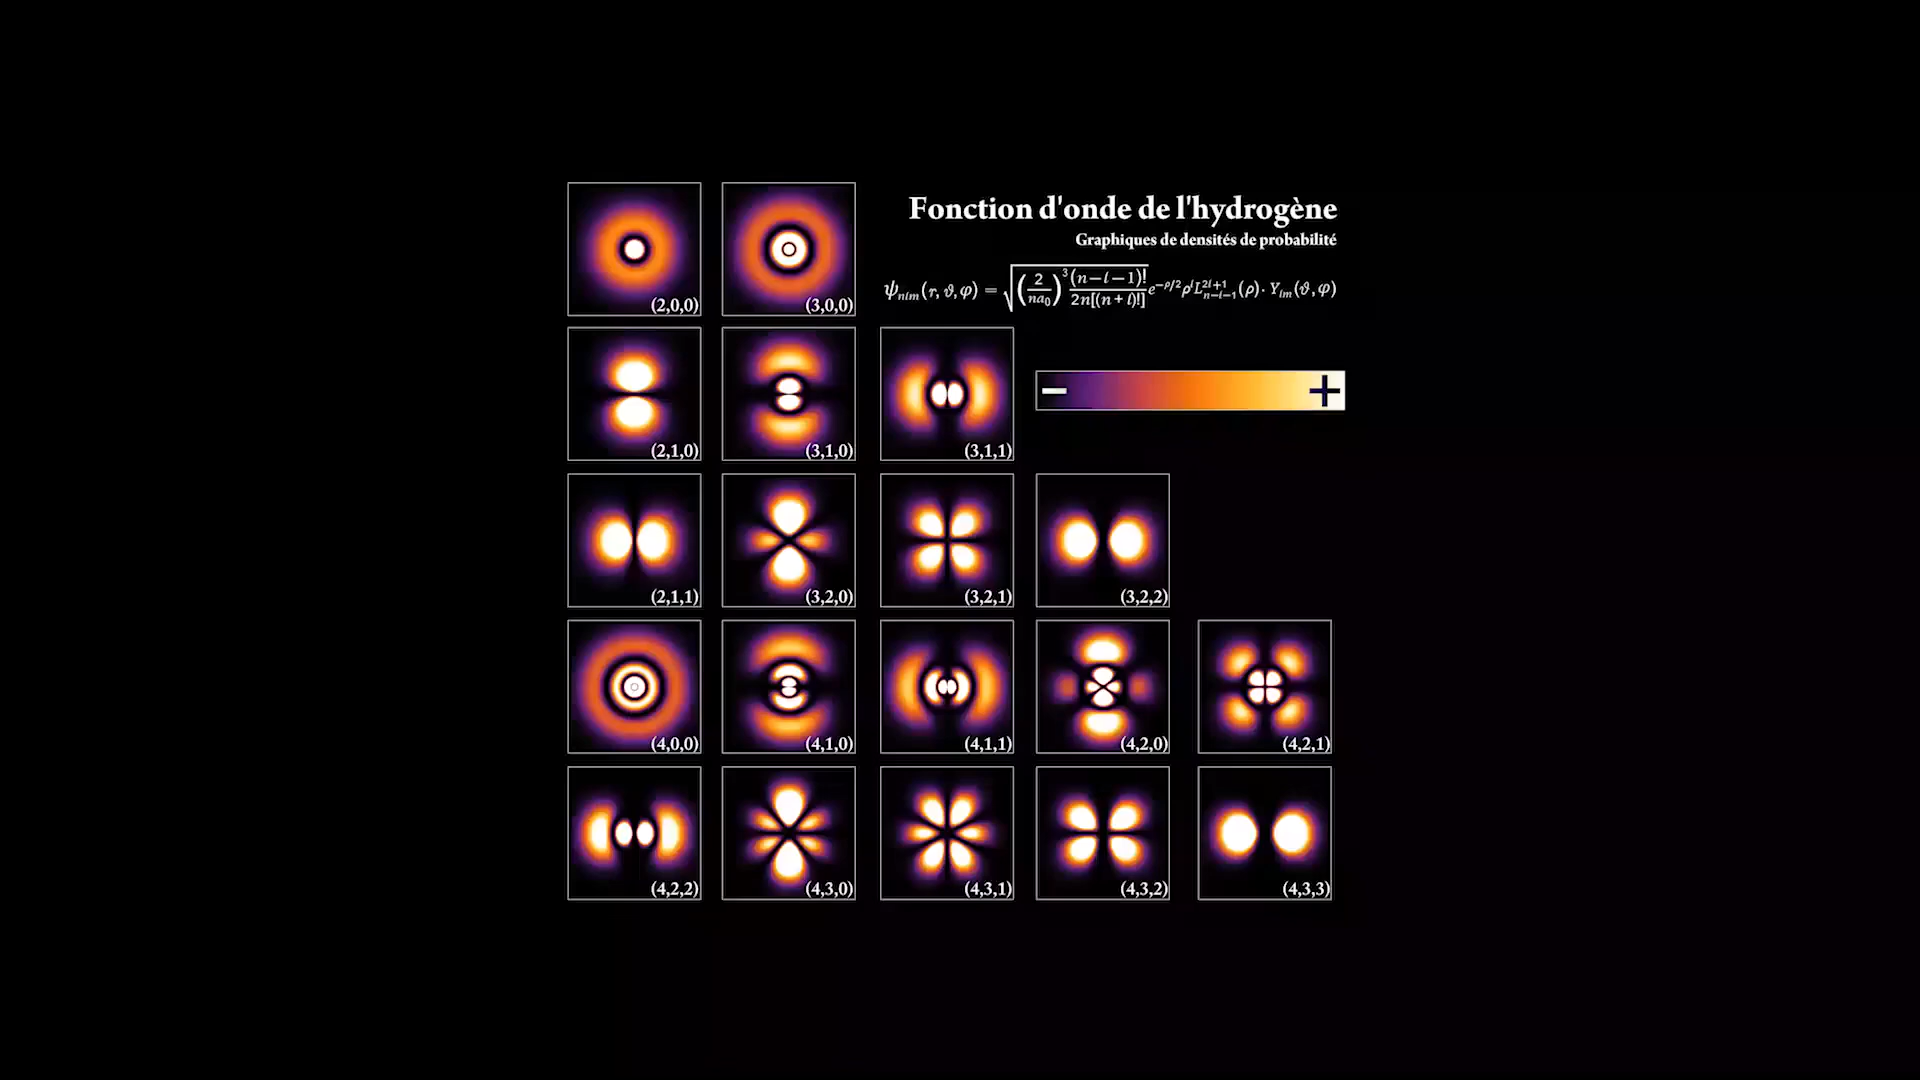 Fonction d'onde de l'hydrogène
Graphiques de densités de probabilité
ψₙₗₘ(r, ϑ, φ) = √((2/na₀)³ (n−l−1)!/2n[(n+l)!]) e^(−ρ/2) ρ^l L_(n−l−1)^(2l+1)(ρ) · Yₗₘ(ϑ, φ)
(2,0,0) (3,0,0)
− +
(2,1,0) (3,1,0) (3,1,1)
(2,1,1) (3,2,0) (3,2,1) (3,2,2)
(4,0,0) (4,1,0) (4,1,1) (4,2,0) (4,2,1)
(4,2,2) (4,3,0) (4,3,1) (4,3,2) (4,3,3)